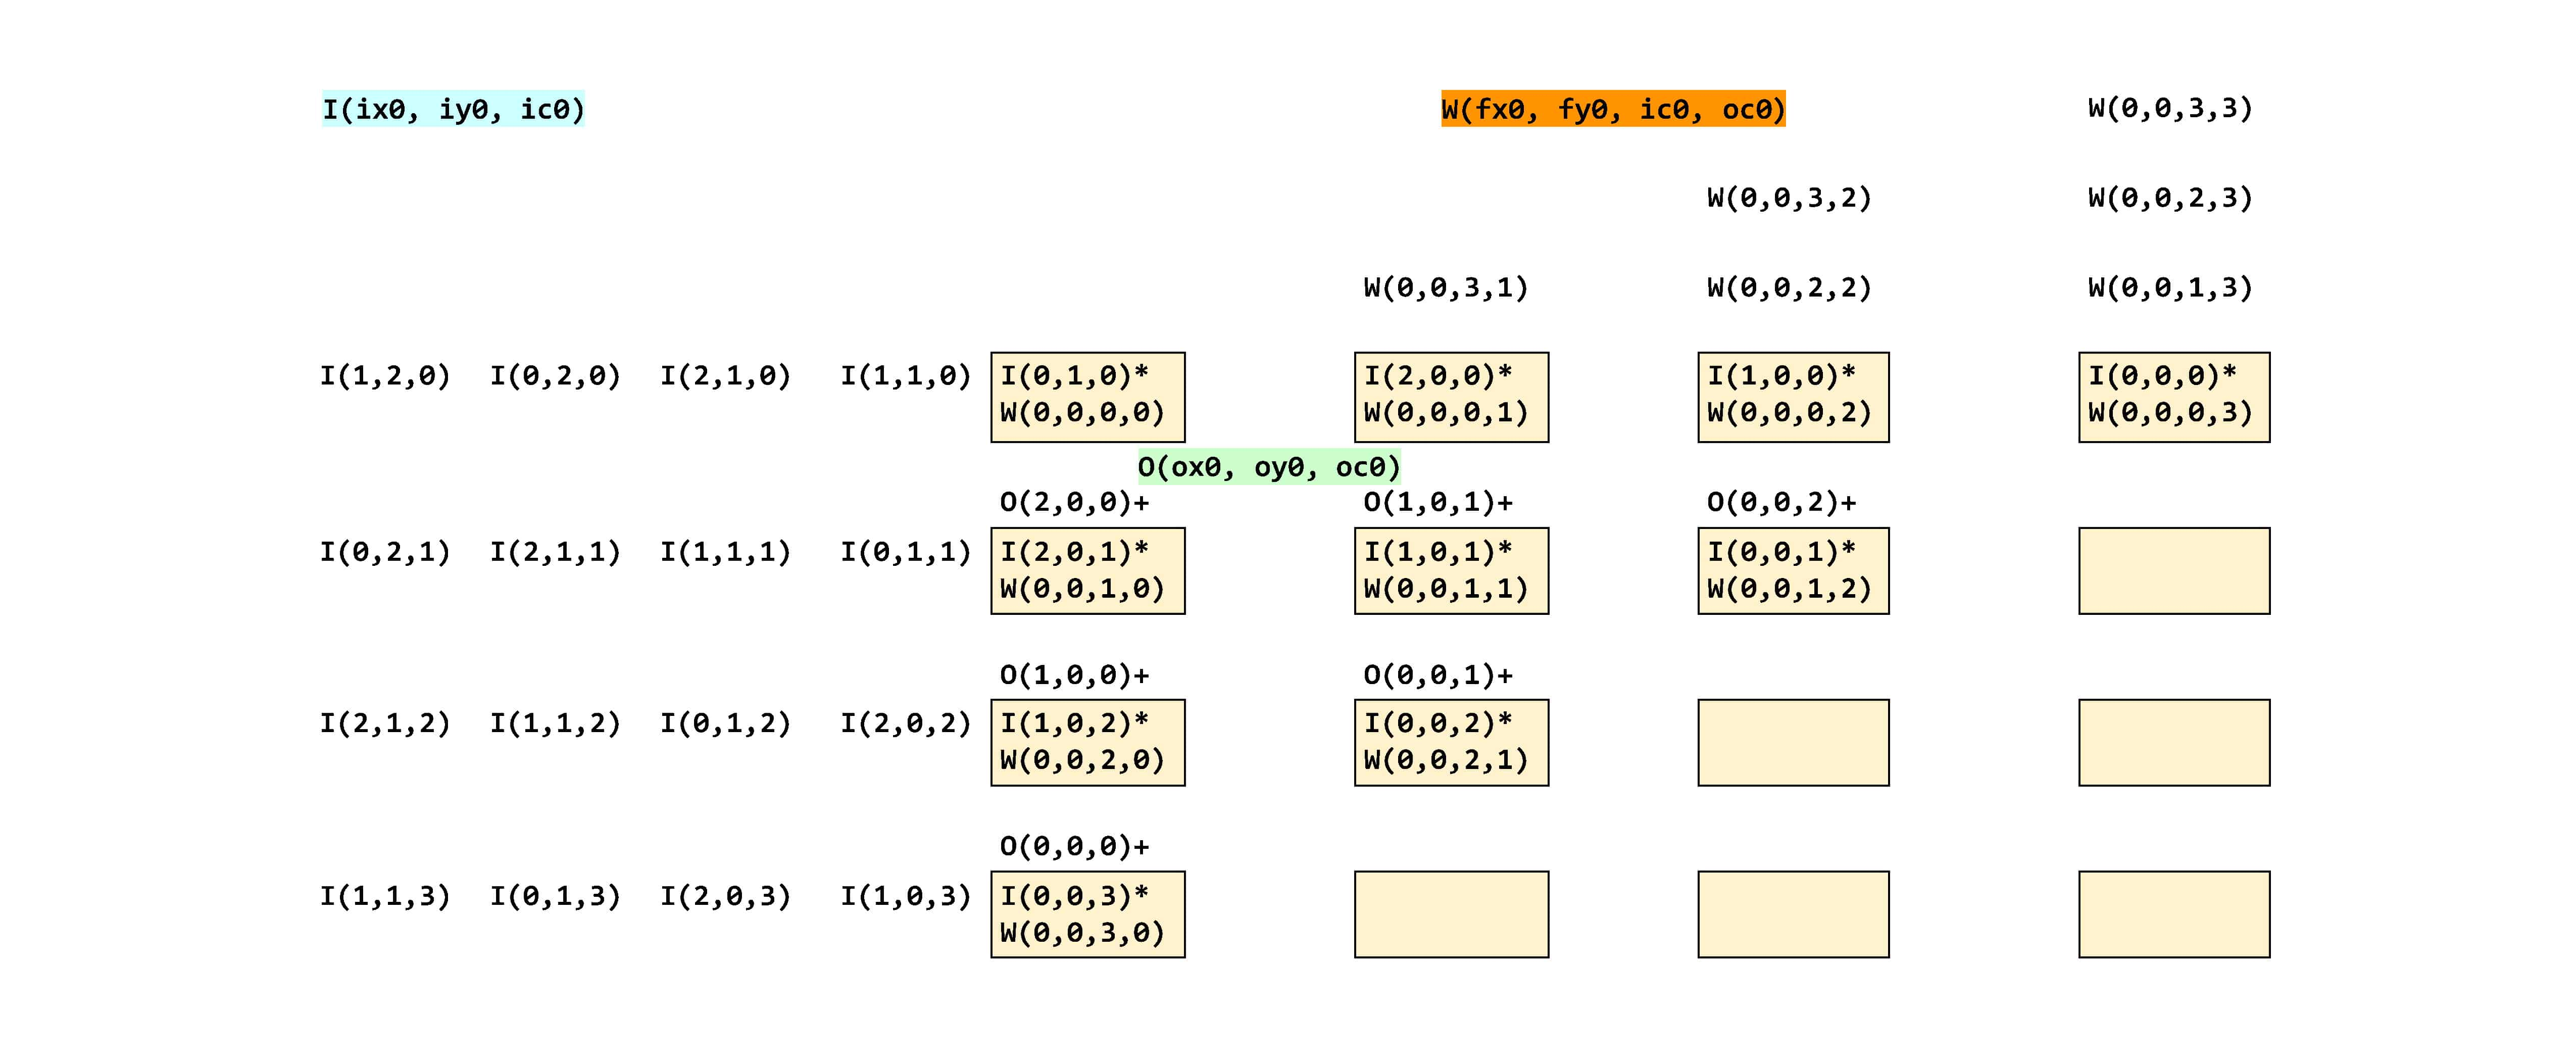 I(ix0, iy0, ic0) W(fx0, fy0, ic0, oc0) W(0,0,3,3)
W(0,0,3,2) W(0,0,2,3)
W(0,0,3,1) W(0,0,2,2) W(0,0,1,3)
I(1,2,0) I(0,2,0) I(2,1,0) I(1,1,0) I(0,1,0)* I(2,0,0)* I(1,0,0)* I(0,0,0)*
W(0,0,0,0) W(0,0,0,1) W(0,0,0,2) W(0,0,0,3)
O(ox0, oy0, oc0)
O(2,0,0)+ O(1,0,1)+ O(0,0,2)+
I(0,2,1) I(2,1,1) I(1,1,1) I(0,1,1) I(2,0,1)* I(1,0,1)* I(0,0,1)*
W(0,0,1,0) W(0,0,1,1) W(0,0,1,2)
O(1,0,0)+ O(0,0,1)+
I(2,1,2) I(1,1,2) I(0,1,2) I(2,0,2) I(1,0,2)* I(0,0,2)*
W(0,0,2,0) W(0,0,2,1)
O(0,0,0)+
I(1,1,3) I(0,1,3) I(2,0,3) I(1,0,3) I(0,0,3)*
W(0,0,3,0)